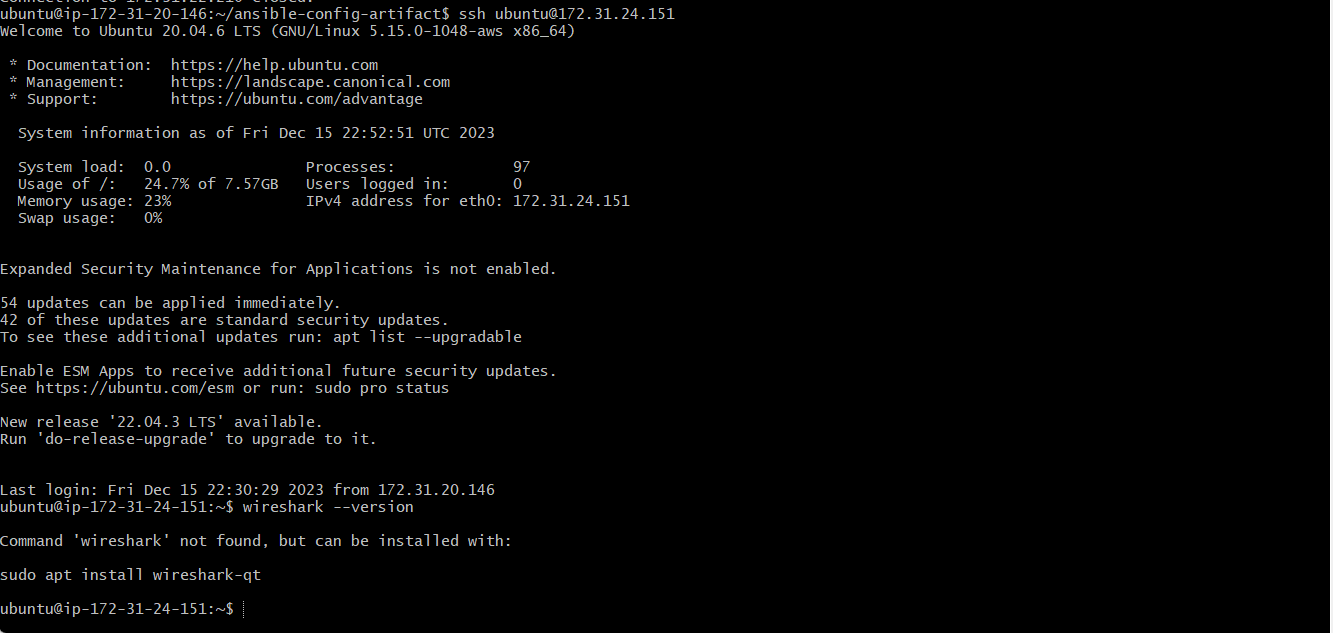 ubuntu@ip-172-31-20-146:~/ansible-config-artifact$ ssh ubuntu@172.31.24.151
Welcome to Ubuntu 20.04.6 LTS (GNU/Linux 5.15.0-1048-aws x86_64)
* Documentation:  https://help.ubuntu.com
* Management:     https://landscape.canonical.com
* Support:        https://ubuntu.com/advantage
System information as of Fri Dec 15 22:52:51 UTC 2023
System load:  0.0               Processes:             97
Usage of /:   24.7% of 7.57GB   Users logged in:       0
Memory usage: 23%               IPv4 address for eth0: 172.31.24.151
Swap usage:   0%
Expanded Security Maintenance for Applications is not enabled.
54 updates can be applied immediately.
42 of these updates are standard security updates.
To see these additional updates run: apt list --upgradable
Enable ESM Apps to receive additional future security updates.
See https://ubuntu.com/esm or run: sudo pro status
New release '22.04.3 LTS' available.
Run 'do-release-upgrade' to upgrade to it.
Last login: Fri Dec 15 22:30:29 2023 from 172.31.20.146
ubuntu@ip-172-31-24-151:~$ wireshark --version
Command 'wireshark' not found, but can be installed with:
sudo apt install wireshark-qt
ubuntu@ip-172-31-24-151:~$